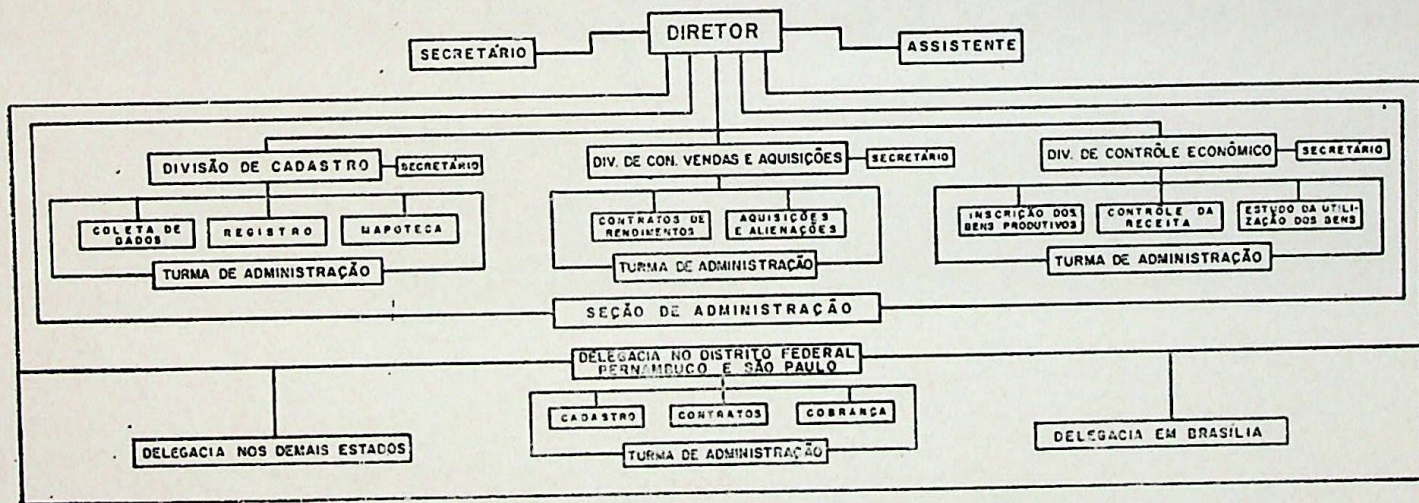 DIRETOR
SECRETÁRIO
ASSISTENTE
DIVISÃO DE CADASTRO
SECRETÁRIO
DIV. DE CON. VENDAS E AQUISIÇÕES
SECRETÁRIO
DIV. DE CONTRÔLE ECONÔMICO
SECRETÁRIO
COLETA DE
DADOS
REGISTRO
MAPOTECA
TURMA DE ADMINISTRAÇÃO
CONTRATOS DE
RENDIMENTOS
AQUISIÇÕES
E ALIENAÇÕES
TURMA DE ADMINISTRAÇÃO
INSCRIÇÃO DOS
BENS PRODUTIVOS
CONTRÔLE DA
RECEITA
ESTUDO DA UTILI-
ZAÇÃO DOS BENS
TURMA DE ADMINISTRAÇÃO
SEÇÃO DE ADMINISTRAÇÃO
DELEGACIA NO DISTRITO FEDERAL
PERNAMBUCO E SÃO PAULO
CADASTRO
CONTRATOS
COBRANÇA
TURMA DE ADMINISTRAÇÃO
DELEGACIA NOS DEMAIS ESTADOS
DELEGACIA EM BRASÍLIA